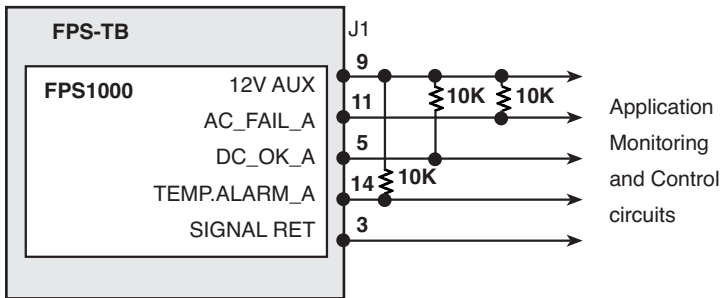 FPS-TB
J1
FPS1000
12V AUX
9
AC_FAIL_A
11
DC_OK_A
5
TEMP.ALARM_A
14
SIGNAL RET
3
10K
10K
10K
Application
Monitoring
and Control
circuits